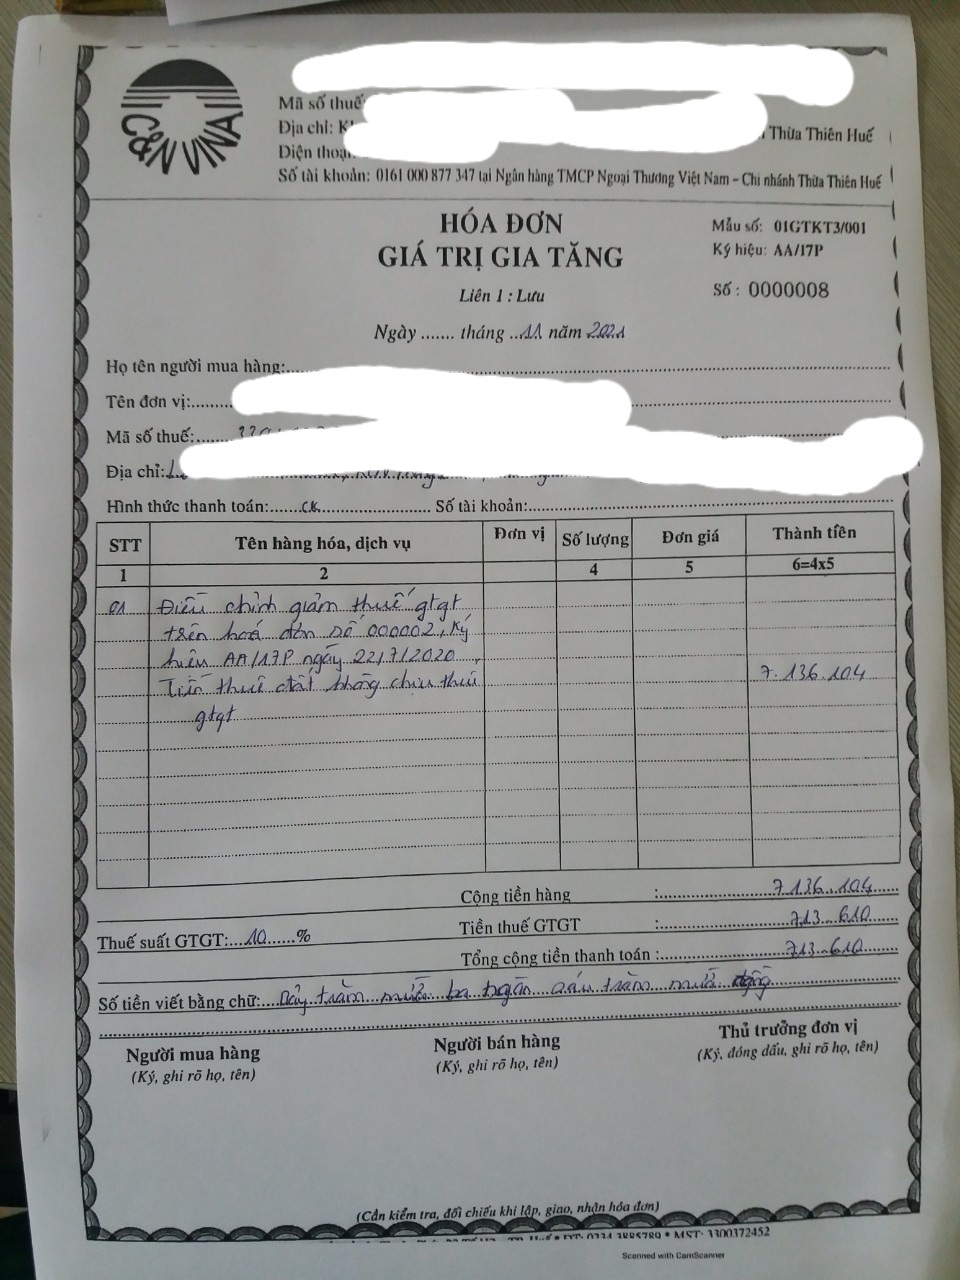 C&N VINA
Mã số thuế:
Địa chỉ: K Thừa Thiên Huế
Điện thoại
Số tài khoản: 0161 000 877 347 tại Ngân hàng TMCP Ngoại Thương Việt Nam – Chi nhánh Thừa Thiên Huế
HÓA ĐƠN
GIÁ TRỊ GIA TĂNG
Liên 1 : Lưu
Ngày ....... tháng ..11 năm 2021
Mẫu số: 01GTKT3/001
Ký hiệu: AA/17P
Số : 0000008
Họ tên người mua hàng:
Tên đơn vị:
Mã số thuế:
Địa chỉ:
Hình thức thanh toán: CK Số tài khoản:
STT Tên hàng hóa, dịch vụ Đơn vị Số lượng Đơn giá Thành tiền
1 2 4 5 6=4x5
01 Điều chỉnh giảm thuế gtgt
trên hoá đơn số 000002, ký
hiệu AA/17P ngày 22/7/2020
Tiền thuê đất không chịu thuế 7.136.104
gtgt
Cộng tiền hàng : 7.136.104
Thuế suất GTGT: 10 % Tiền thuế GTGT : 713.610
Tổng cộng tiền thanh toán : 713.610
Số tiền viết bằng chữ: Bảy trăm mười ba ngàn sáu trăm mười đồng
Người mua hàng Người bán hàng Thủ trưởng đơn vị
(Ký, ghi rõ họ, tên) (Ký, ghi rõ họ, tên) (Ký, đóng dấu, ghi rõ họ, tên)
(Cần kiểm tra, đối chiếu khi lập, giao, nhận hóa đơn)
* MST: 3300372452
Scanned with CamScanner